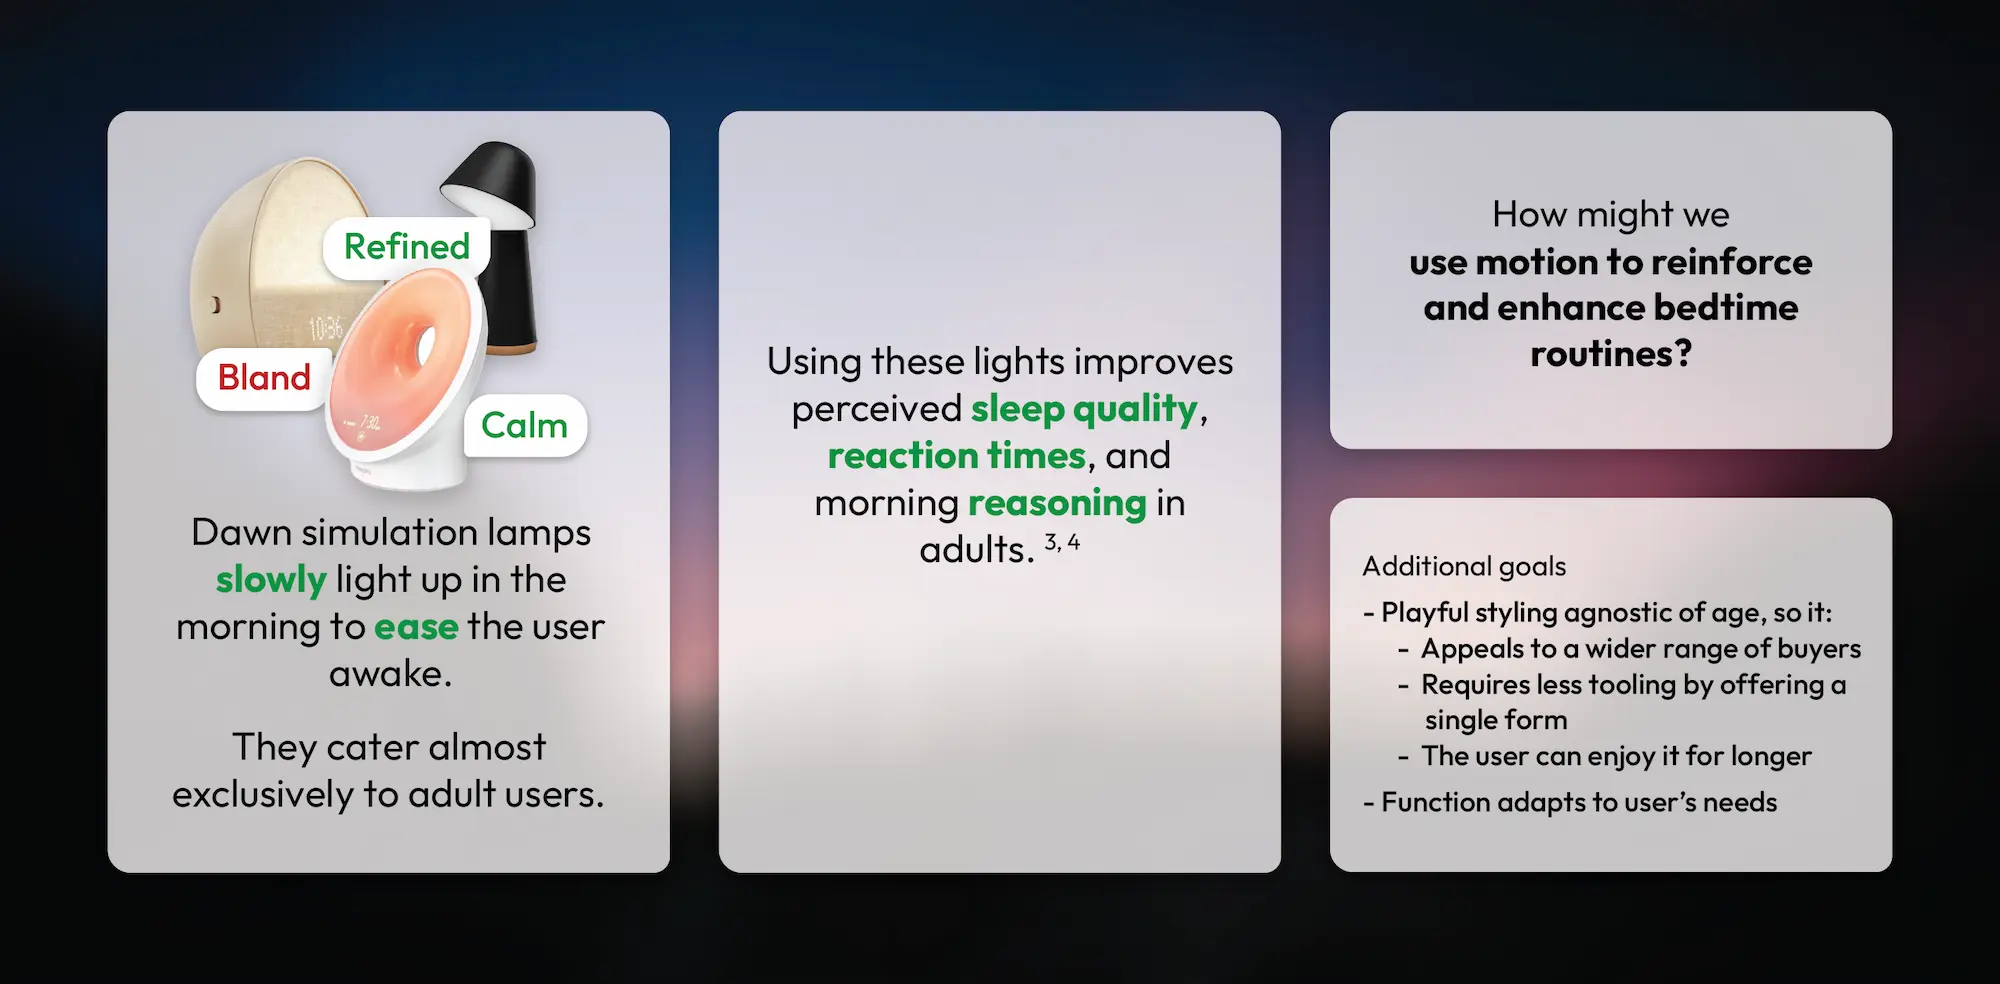 Refined
10:36
Bland
7:30
Calm
Dawn simulation lamps
slowly light up in the
morning to ease the user
awake.
They cater almost
exclusively to adult users.
Using these lights improves
perceived sleep quality,
reaction times, and
morning reasoning in
adults. 3, 4
How might we
use motion to reinforce
and enhance bedtime
routines?
Additional goals
- Playful styling agnostic of age, so it:
- Appeals to a wider range of buyers
- Requires less tooling by offering a
single form
- The user can enjoy it for longer
- Function adapts to user’s needs